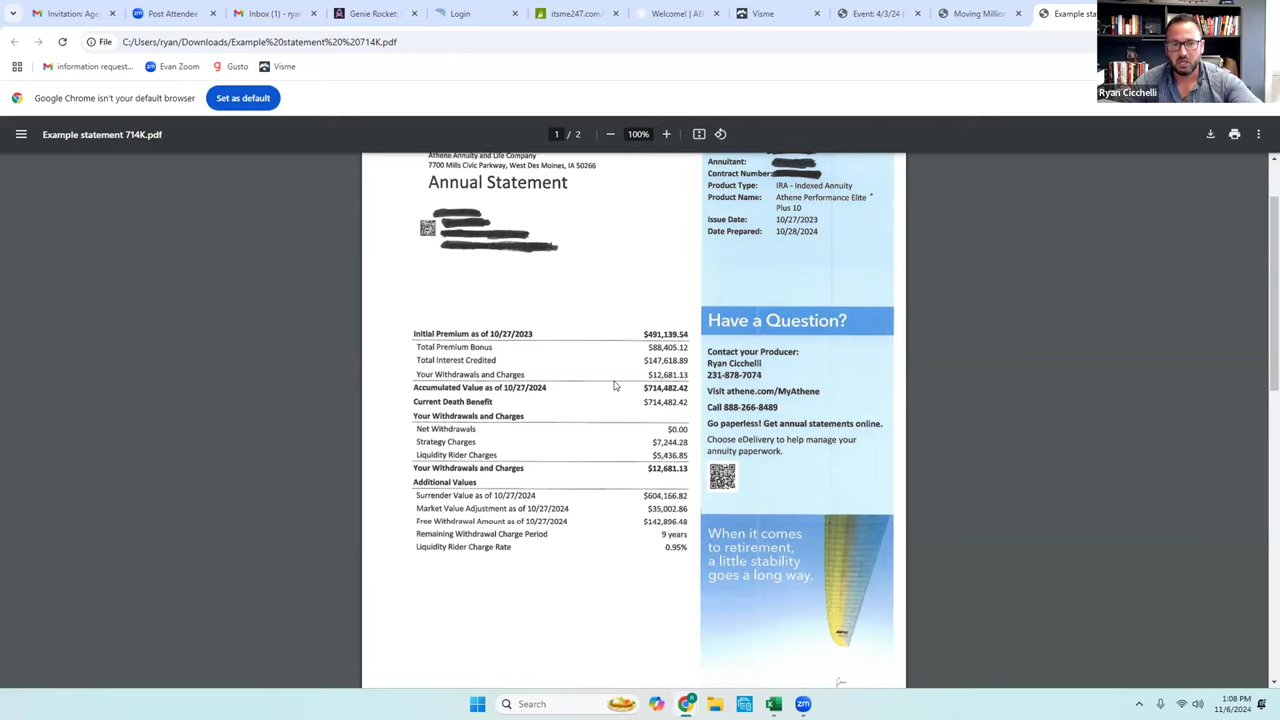 Invitation: Age
Post Attendee
Inbox (1) - ryan
Genie Rocket
Login
itsme247.com/
Welcome! | AB
Visme
Event: 4/3/24
oving Million
Example sta
File
C:/Users/ryan/Downloads/Example%20statement%20%20714K.pdf
information request...
Evan Zoom
Gusto
Visme
Ryan Cicchelli
Google Chrome isn't your default browser
Set as default
Example statement 714K.pdf
1 / 2
100%
Athene Annuity and Life Company
7700 Mills Civic Parkway, West Des Moines, IA 50266
Annual Statement
Annuitant:
Contract Number:
Product Type: IRA - Indexed Annuity
Product Name: Athene Performance Elite
Plus 10
Issue Date: 10/27/2023
Date Prepared: 10/28/2024
Initial Premium as of 10/27/2023 $491,139.54
Total Premium Bonus $88,405.12
Total Interest Credited $147,618.89
Your Withdrawals and Charges $12,681.13
Accumulated Value as of 10/27/2024 $714,482.42
Current Death Benefit $714,482.42
Your Withdrawals and Charges
Net Withdrawals $0.00
Strategy Charges $7,244.28
Liquidity Rider Charges $5,436.85
Your Withdrawals and Charges $12,681.13
Additional Values
Surrender Value as of 10/27/2024 $604,166.82
Market Value Adjustment as of 10/27/2024 $35,002.86
Free Withdrawal Amount as of 10/27/2024 $142,896.48
Remaining Withdrawal Charge Period 9 years
Liquidity Rider Charge Rate 0.95%
Have a Question?
Contact your Producer:
Ryan Cicchelli
231-878-7074
Visit athene.com/MyAthene
Call 888-266-8489
Go paperless! Get annual statements online.
Choose eDelivery to help manage your
annuity paperwork.
When it comes
to retirement,
a little stability
goes a long way.
Search
1:08 PM
11/6/2024